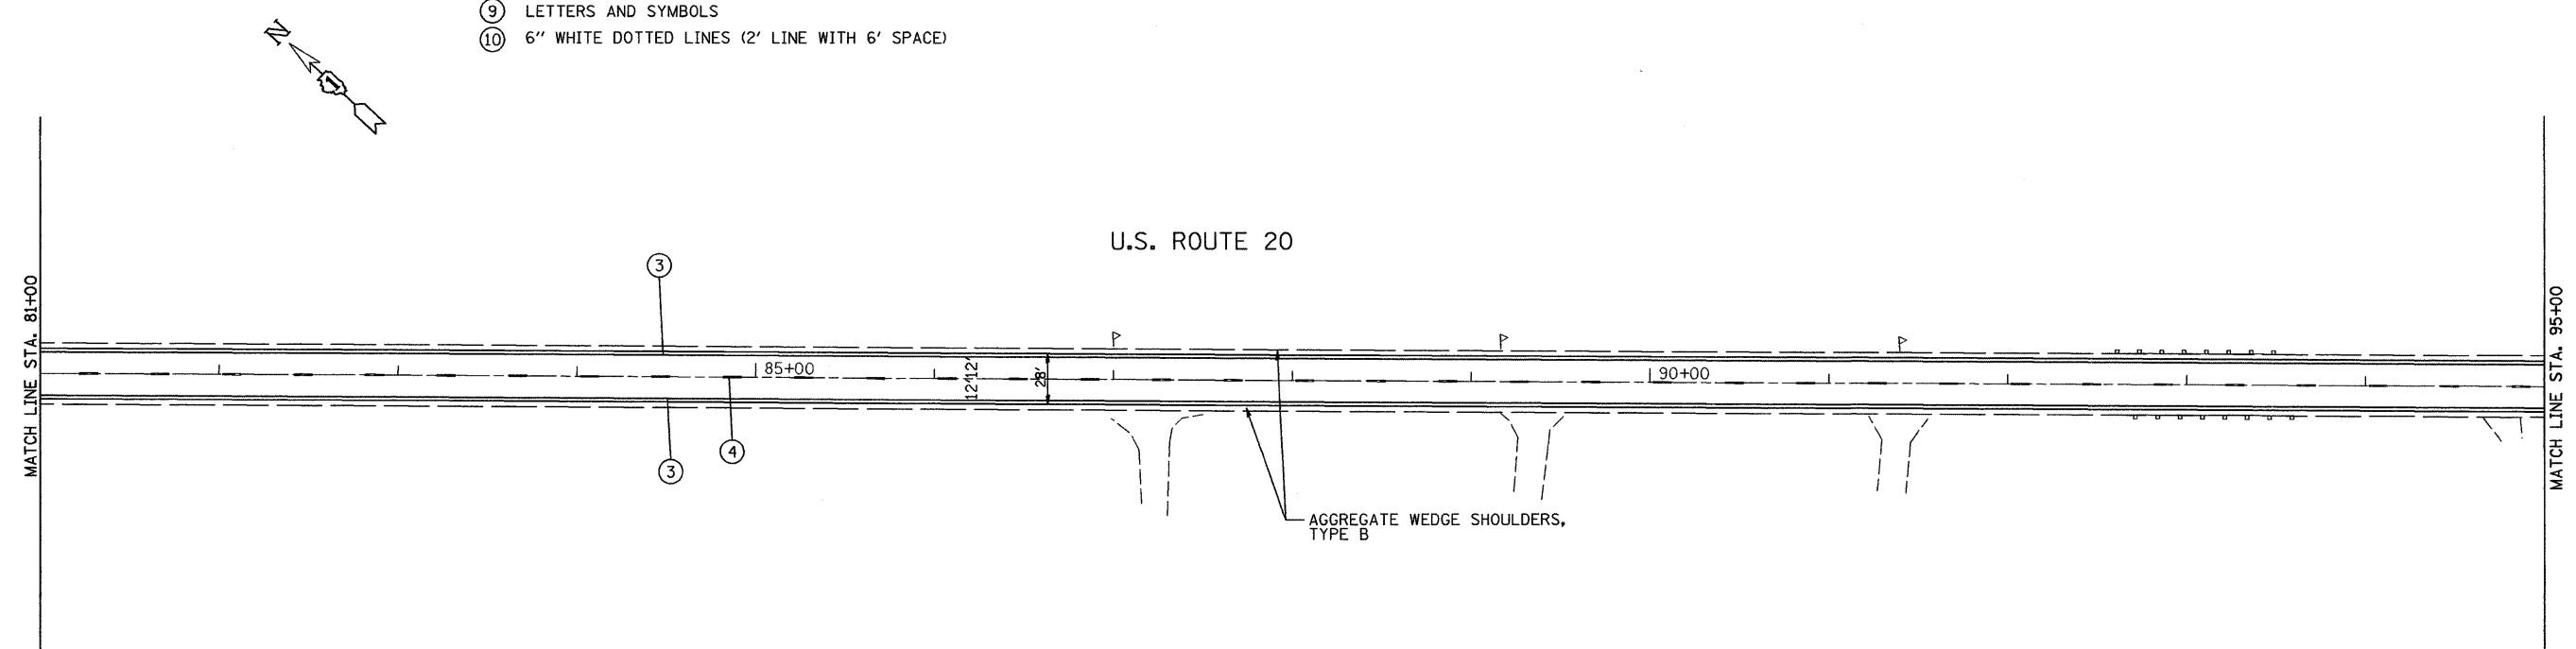 ⑨ LETTERS AND SYMBOLS
⑩ 6" WHITE DOTTED LINES (2' LINE WITH 6' SPACE)
N
1
U.S. ROUTE 20
MATCH LINE STA. 81+00
3
85+00
12'
12'
28'
90+00
3
4
AGGREGATE WEDGE SHOULDERS,
TYPE B
MATCH LINE STA. 95+00